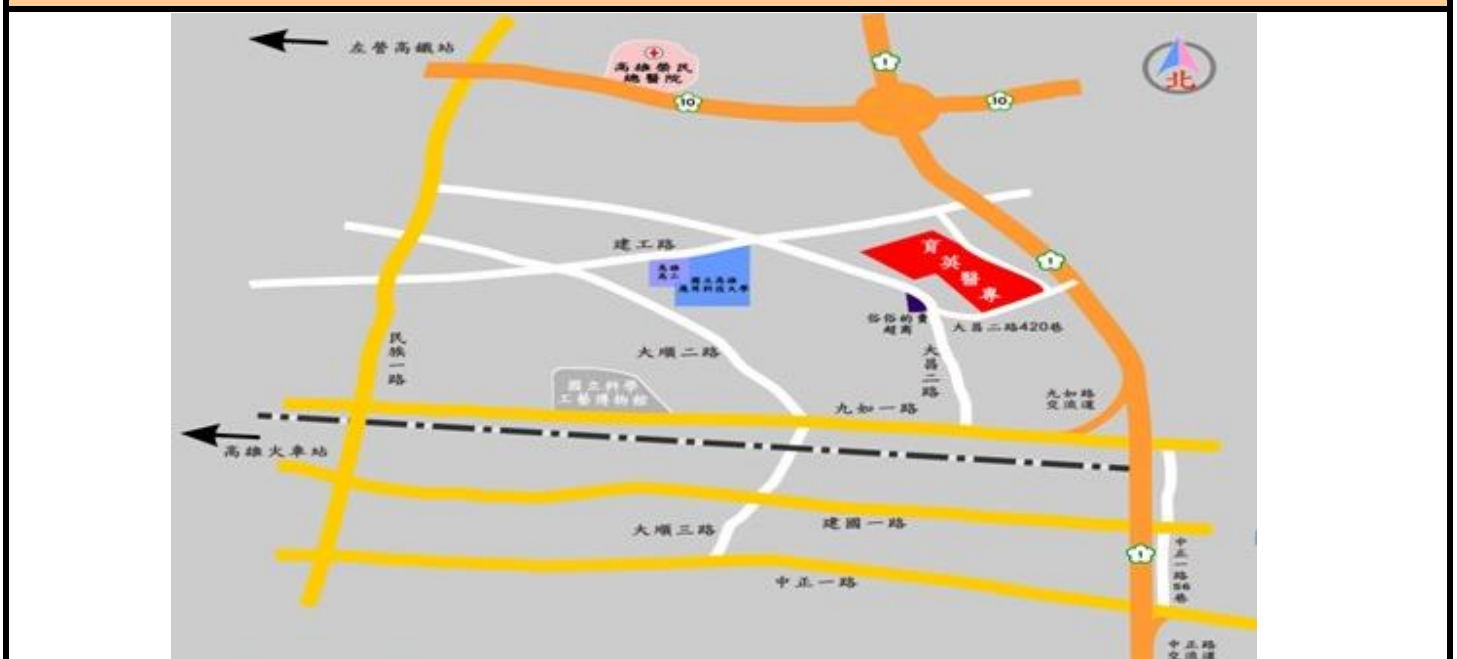 左營高鐵站
高雄榮民
總醫院
1
10
10
北
建工路
高雄
高工
國立高雄
應用科技大學
育英醫專
1
俗俗的賣
超商
大昌二路420巷
民族一路
大順二路
大昌二路
國立科學
工藝博物館
九如一路
九如路
交流道
高雄火車站
大順三路
建國一路
1
中正一路56巷
中正一路
中正路
交流道